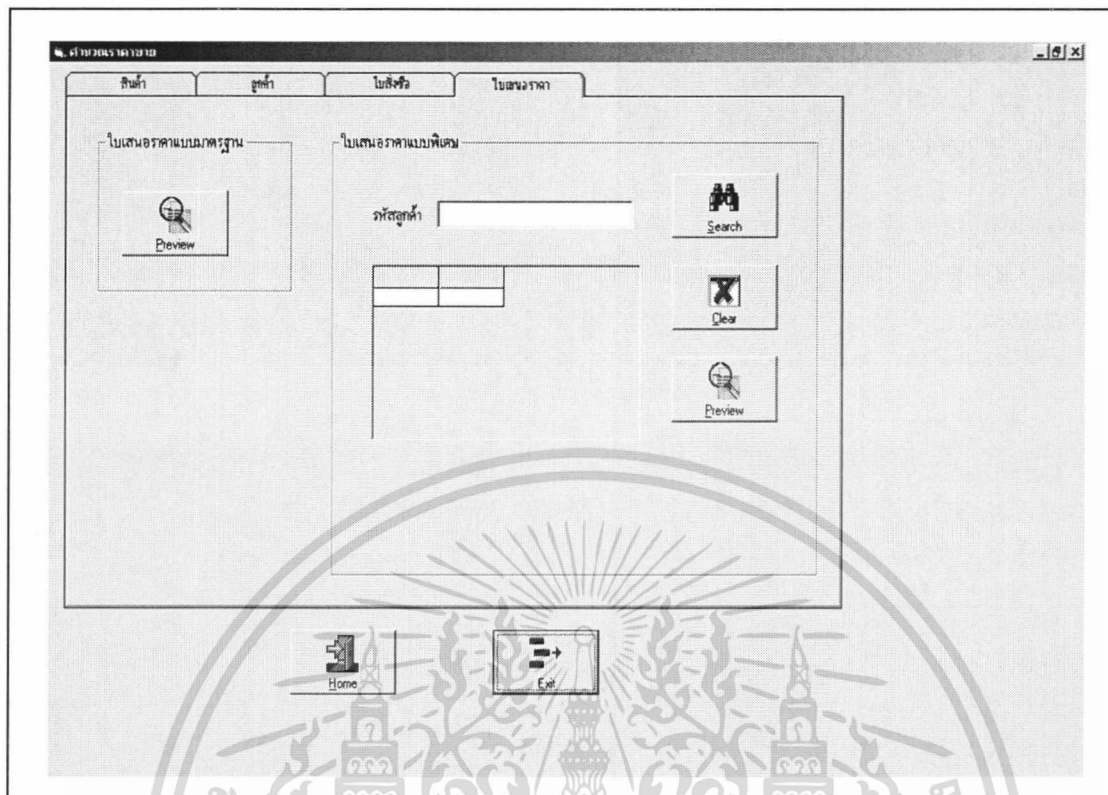 คำนวณราคาขาย
สินค้า ลูกค้า ใบสั่งซื้อ ใบเสนอราคา
ใบเสนอราคาแบบมาตรฐาน
Preview
ใบเสนอราคาแบบพิเศษ
รหัสลูกค้า
Search
Clear
Preview
Home
Exit